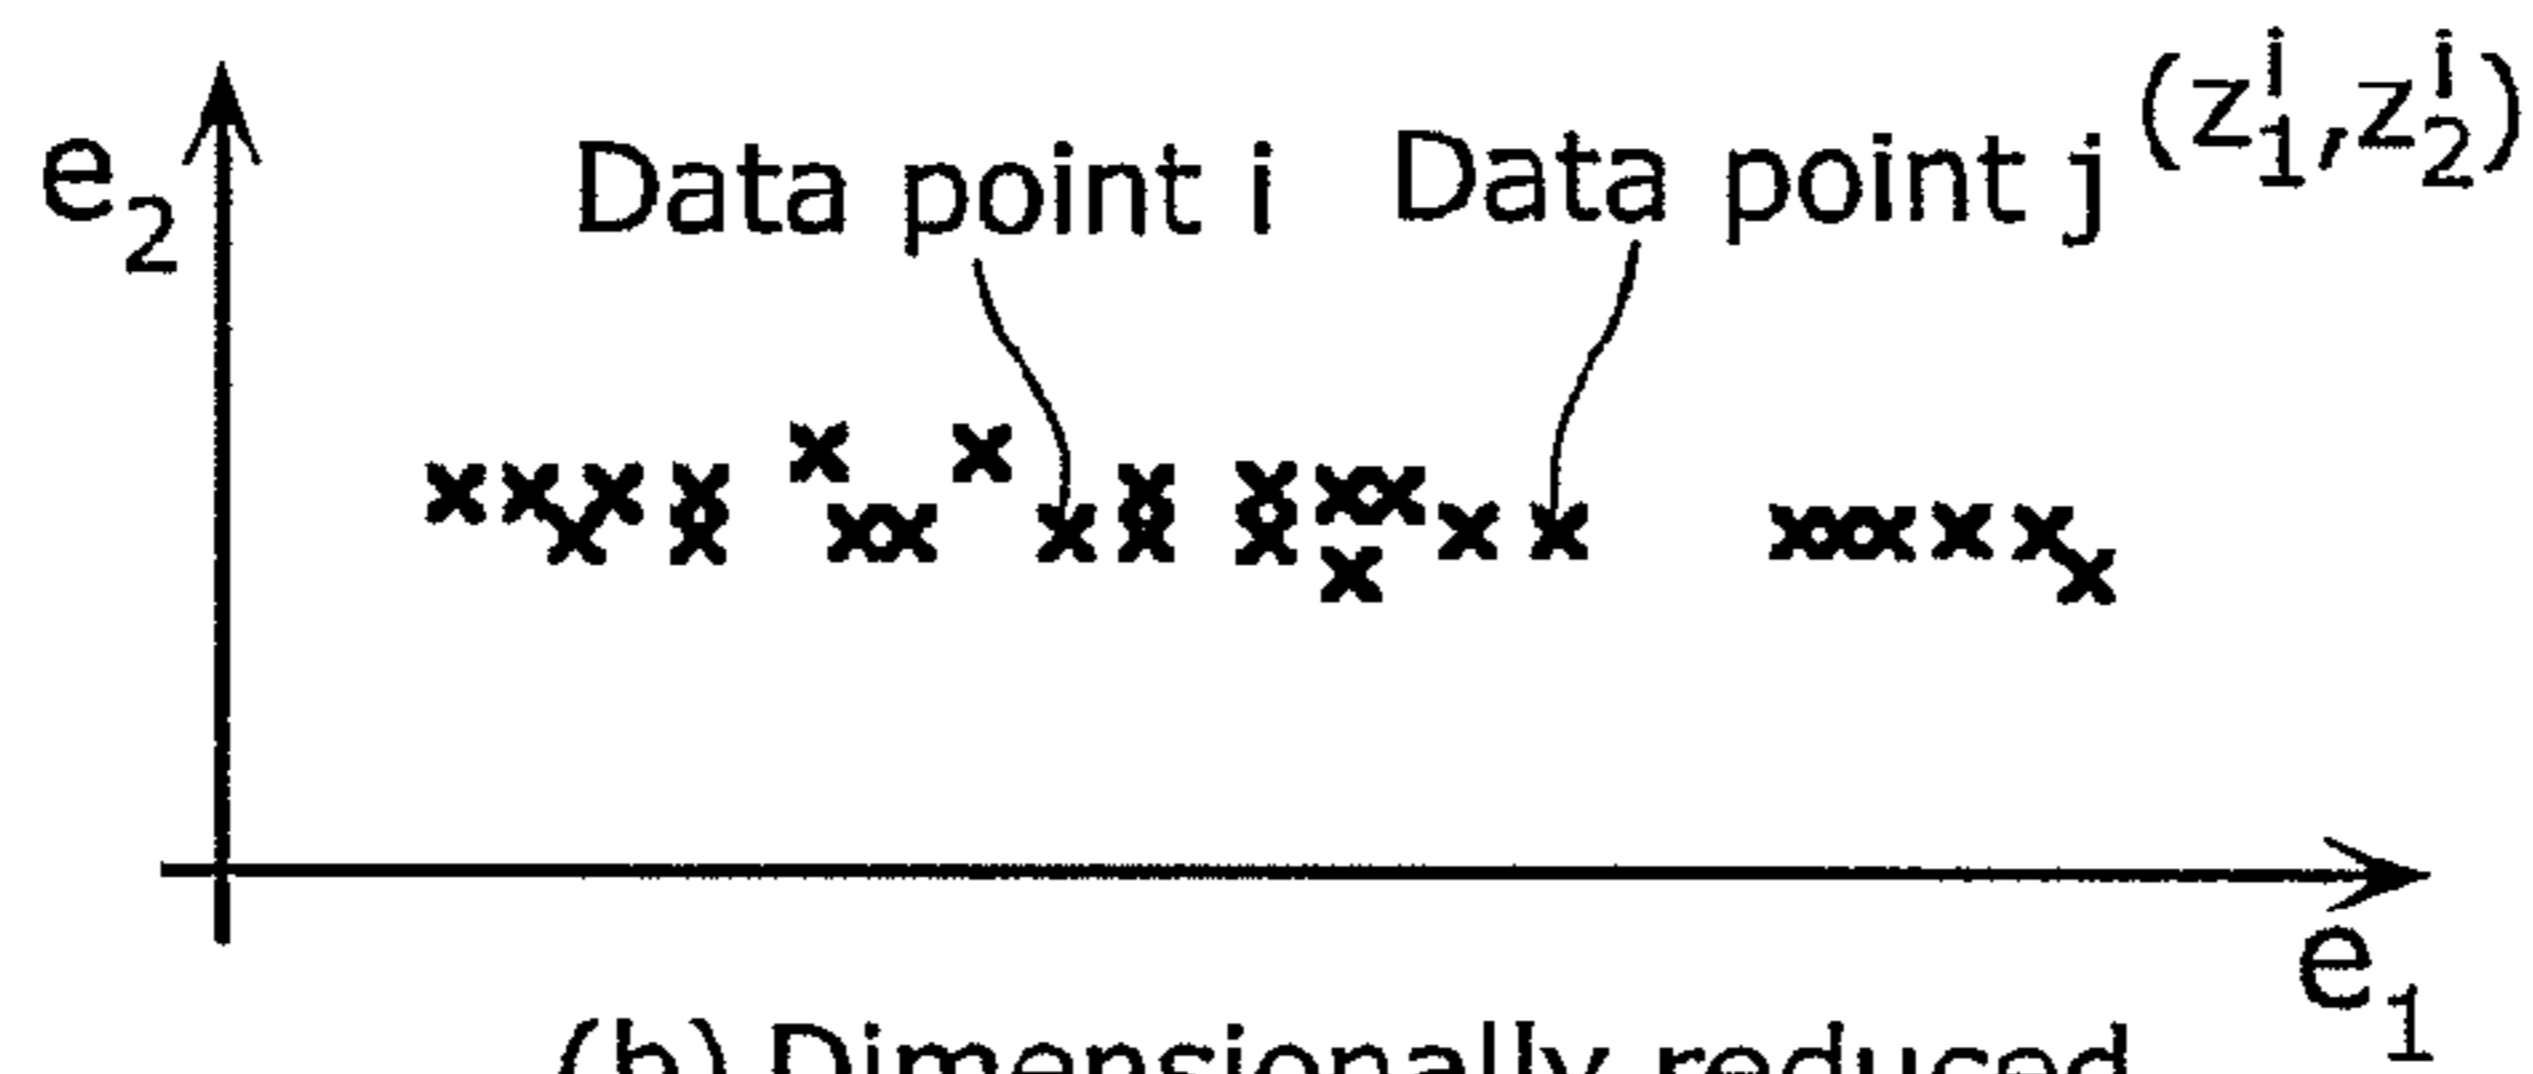 e₂
Data point i
Data point j (z₁ⁱ,z₂ⁱ)
e₁
(b) Dimensionally reduced